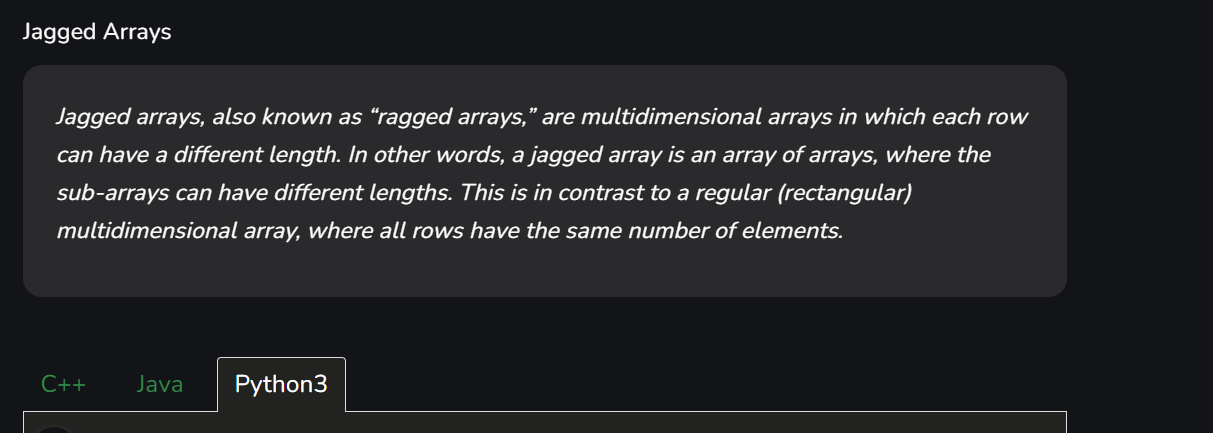 Jagged Arrays
Jagged arrays, also known as “ragged arrays,” are multidimensional arrays in which each row
can have a different length. In other words, a jagged array is an array of arrays, where the
sub-arrays can have different lengths. This is in contrast to a regular (rectangular)
multidimensional array, where all rows have the same number of elements.
C++ Java Python3